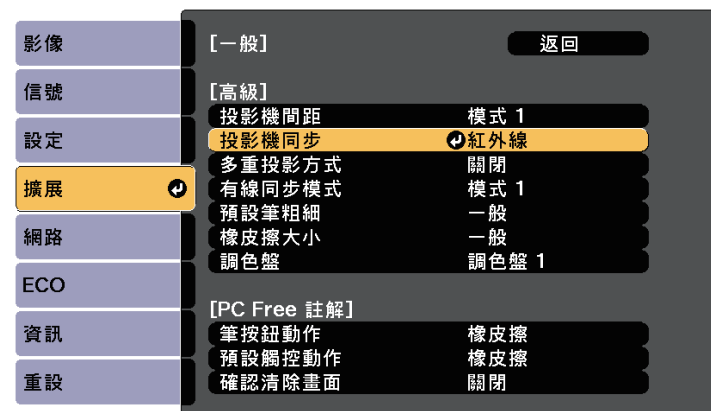 影像
信號
設定
擴展
網路
ECO
資訊
重設
[一般] 返回
[高級]
投影機間距 模式 1
投影機同步 紅外線
多重投影方式 關閉
有線同步模式 模式 1
預設筆粗細 一般
橡皮擦大小 一般
調色盤 調色盤 1
[PC Free 註解]
筆按鈕動作 橡皮擦
預設觸控動作 橡皮擦
確認清除畫面 關閉